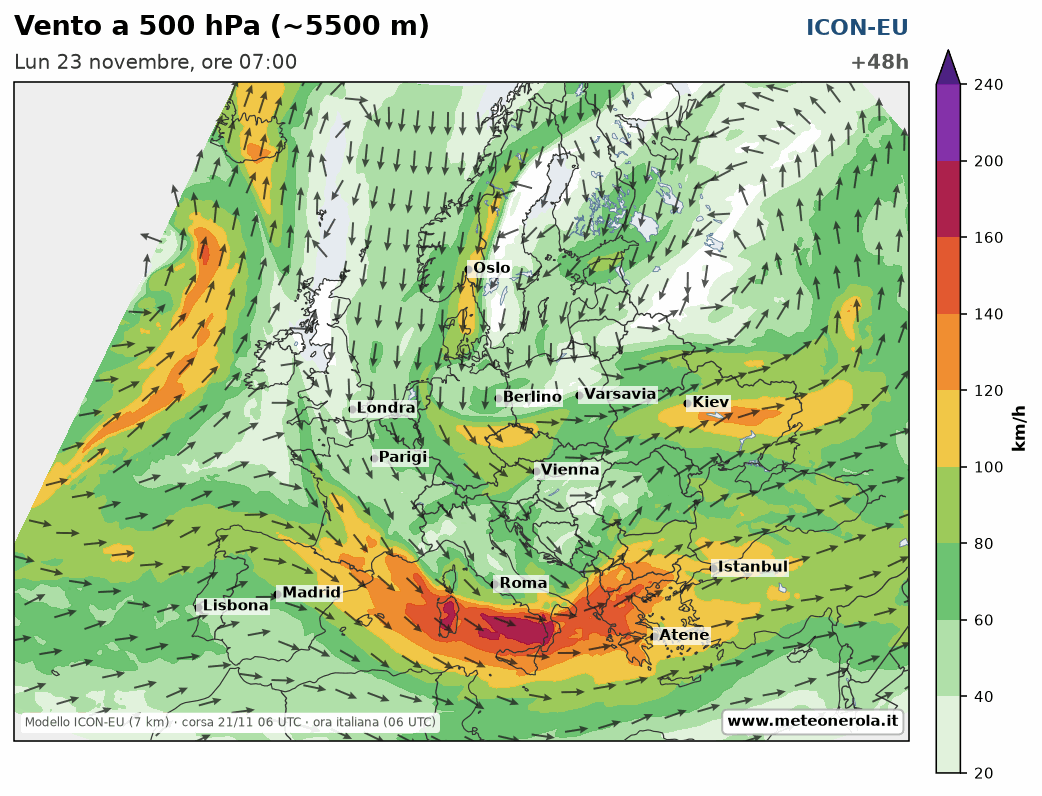 Vento a 500 hPa (~5500 m)
ICON-EU
Lun 23 novembre, ore 07:00
+48h
240
200
160
140
120
100
80
60
40
20
km/h
Oslo
Berlino
Varsavia
Kiev
Londra
Parigi
Vienna
Istanbul
Roma
Madrid
Lisbona
Atene
Modello ICON-EU (7 km) · corsa 21/11 06 UTC · ora italiana (06 UTC)
www.meteonerola.it